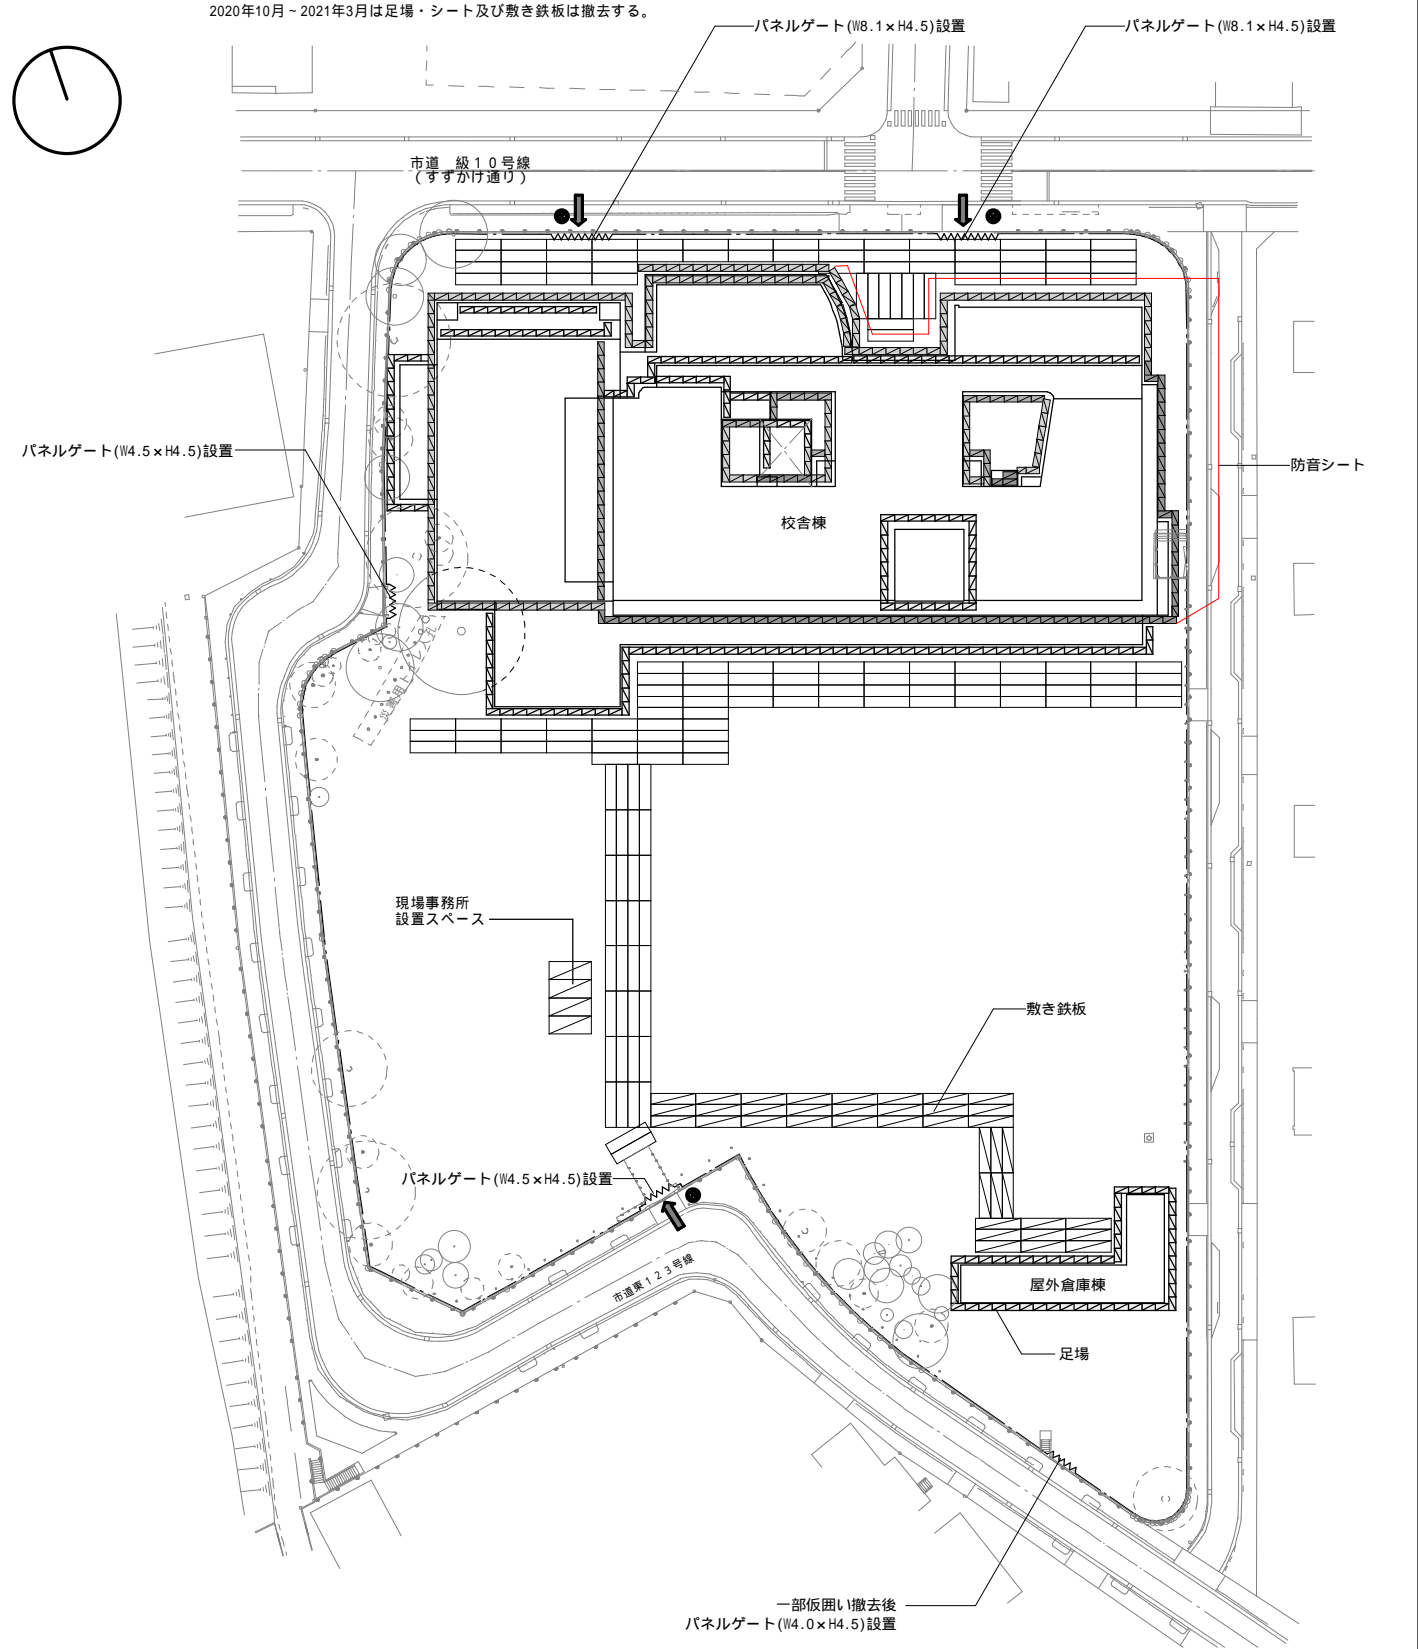 2020年10月~2021年3月は足場・シート及び敷き鉄板は撤去する。
パネルゲート(W8.1×H4.5)設置
パネルゲート(W8.1×H4.5)設置
市道　級１０号線
(すずかけ通り)
パネルゲート(W4.5×H4.5)設置
防音シート
校舎棟
現場事務所
設置スペース
敷き鉄板
パネルゲート(W4.5×H4.5)設置
市道東１２３号線
屋外倉庫棟
足場
一部仮囲い撤去後
パネルゲート(W4.0×H4.5)設置